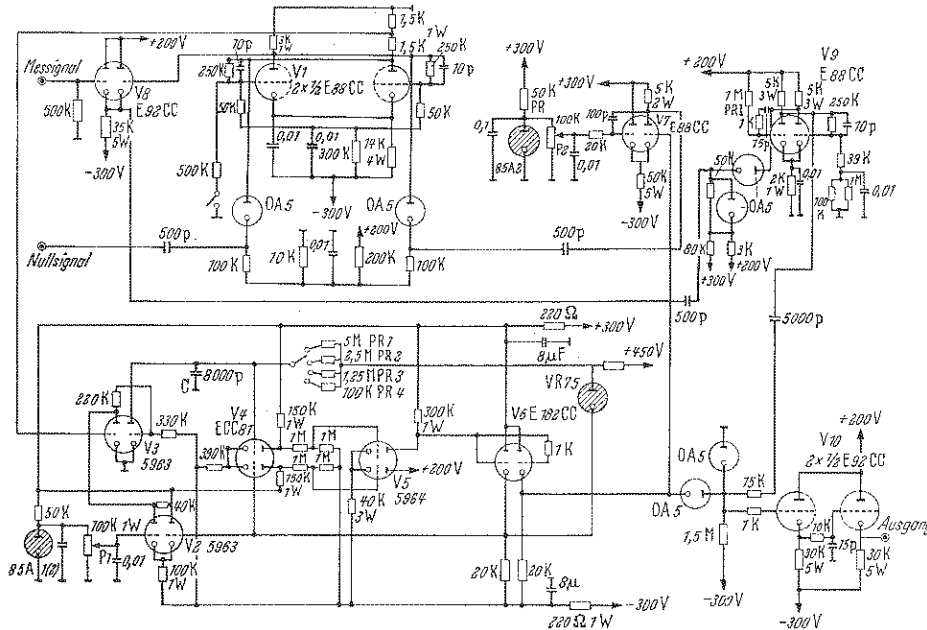 1,5K
1W
+200V
10p
3K
1W
1,5K
250K
10p
Messignal
V8
E92CC
500K
35K
5W
-300V
250K
V1
2x½E88CC
50K
50K
0,01
0,01
300K
14K
4W
500K
-300V
OA5
OA5
Nullsignal
500p
100K
10K
0,1
+200V
200K
100K
500p
+300V
50K
PR
0,1
85A2
100K
P2
0,01
100p
20K
+300V
5K
2W
V7
E88CC
50K
5W
-300V
V9
E88CC
+200V
1M
PR1
1K
5K
3W
5K
3W
250K
10p
75p
39K
50K
OA5
2K
1W
0,01
100K
1M
0,01
80K
3K
+300V
+200V
500p
5000p
220Ω
+300V
8µF
+450V
VR75
5M PR1
2,5M PR2
1,25M PR3
100K PR4
C
8000p
220K
330K
V3
5963
V4
ECC81
390K
150K
1W
1M
1M
1M
1M
150K
1W
V5
5964
+200V
40K
3W
300K
1W
V6 E182CC
1K
50K
85A1(2)
100K
1W
P1
0,01
40K
V2
5963
100K
1W
20K
20K
8µ
220Ω 1W
-300V
OA5
OA5
15K
1K
1,5M
-300V
V10
2x½E92CC
+200V
10K
15p
30K
5W
30K
5W
Ausgang
-300V